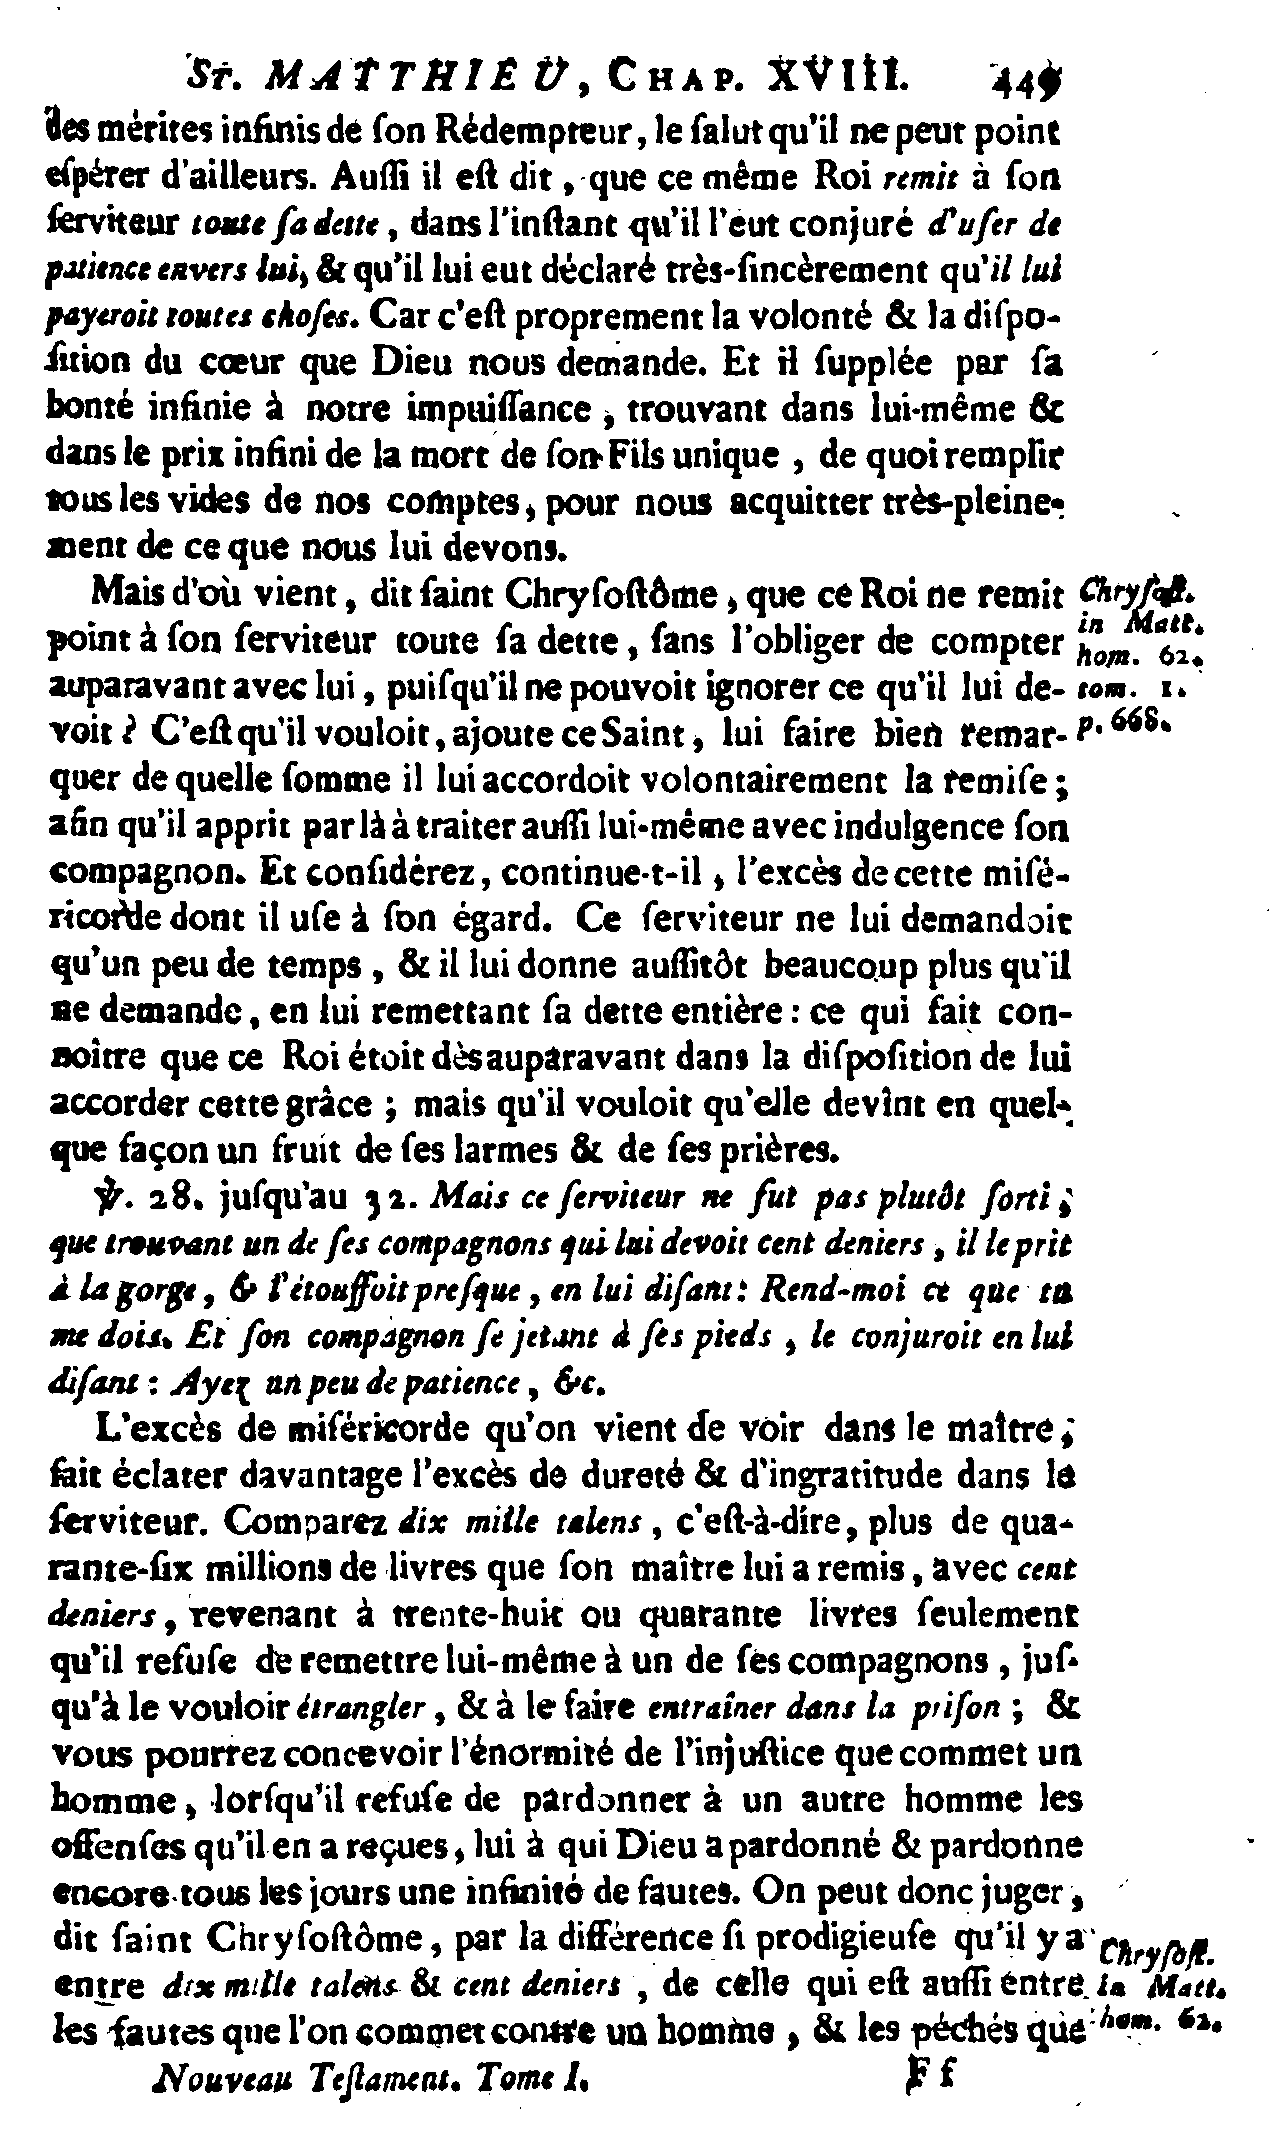 St. MATTHIEU, CHAP. XVIII. 449
des mérites infinis de ſon Rédempteur, le ſalut qu'il ne peut point
eſpérer d'ailleurs. Auſſi il eſt dit, que ce même Roi remit à ſon
ſerviteur toute ſa dette, dans l'inſtant qu'il l'eut conjuré d'uſer de
patience envers lui, & qu'il lui eut déclaré très-ſincèrement qu'il lui
payeroit toutes choſes. Car c'eſt proprement la volonté & la diſpo-
ſition du cœur que Dieu nous demande. Et il ſupplée par ſa
bonté infinie à notre impuiſſance, trouvant dans lui-même &
dans le prix infini de la mort de ſon Fils unique, de quoi remplir
tous les vides de nos comptes, pour nous acquitter très-pleine-
ment de ce que nous lui devons.
Mais d'où vient, dit ſaint Chryſoſtôme, que ce Roi ne remit
point à ſon ſerviteur toute ſa dette, ſans l'obliger de compter
auparavant avec lui, puiſqu'il ne pouvoit ignorer ce qu'il lui de-
voit? C'eſt qu'il vouloit, ajoute ce Saint, lui faire bien remar-
quer de quelle ſomme il lui accordoit volontairement la remiſe;
afin qu'il apprit par là à traiter auſſi lui-même avec indulgence ſon
compagnon. Et conſidérez, continue-t-il, l'excès de cette miſé-
ricorde dont il uſe à ſon égard. Ce ſerviteur ne lui demandoit
qu'un peu de temps, & il lui donne auſſitôt beaucoup plus qu'il
ne demande, en lui remettant ſa dette entière: ce qui fait con-
noître que ce Roi étoit dès auparavant dans la diſpoſition de lui
accorder cette grâce; mais qu'il vouloit qu'elle devînt en quel-
que façon un fruit de ſes larmes & de ſes prières.
Chryſoſt.
in Matt.
hom. 62.
tom. 1.
p. 668.
℣. 28. juſqu'au 32. Mais ce ſerviteur ne fut pas plutôt ſorti;
que trouvant un de ſes compagnons qui lui devoit cent deniers, il le prit
à la gorge, & l'étouffoit preſque, en lui diſant: Rend-moi ce que tu
me dois. Et ſon compagnon ſe jetant à ſes pieds, le conjuroit en lui
diſant: Ayez un peu de patience, &c.
L'excès de miſéricorde qu'on vient de voir dans le maître;
fait éclater davantage l'excès de dureté & d'ingratitude dans le
ſerviteur. Comparez dix mille talens, c'eſt-à-dire, plus de qua-
rante-ſix millions de livres que ſon maître lui a remis, avec cent
deniers, revenant à trente-huit ou quarante livres ſeulement
qu'il refuſe de remettre lui-même à un de ſes compagnons, juſ-
qu'à le vouloir étrangler, & à le faire entraîner dans la priſon; &
vous pourrez concevoir l'énormité de l'injuſtice que commet un
homme, lorſqu'il refuſe de pardonner à un autre homme les
offenſes qu'il en a reçues, lui à qui Dieu a pardonné & pardonne
encore tous les jours une infinité de fautes. On peut donc juger,
dit ſaint Chryſoſtôme, par la différence ſi prodigieuſe qu'il y a
entre dix mille talens & cent deniers, de celle qui eſt auſſi entre
les fautes que l'on commet contre un homme, & les péchés que
Chryſoſt.
in Matt.
hom. 62.
Nouveau Teſtament. Tome I. F f